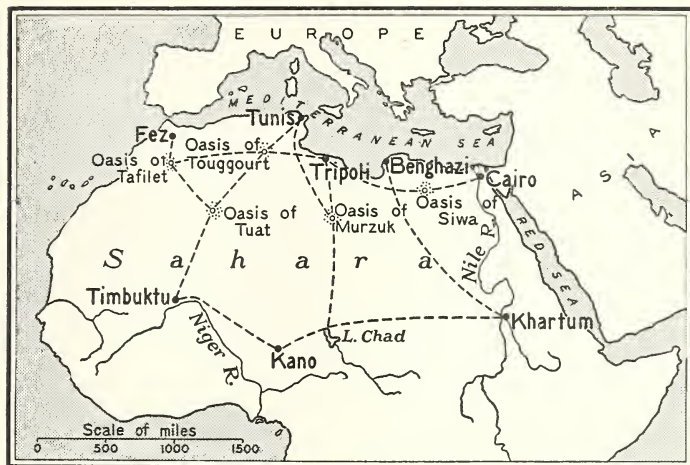 EUROPE
MEDITERRANEAN SEA
Tunis
Fez
Oasis of
Tafilet
Oasis of
Touggourt
Tripoli
Benghazi
Cairo
ASIA
Oasis of
Tuat
Oasis of
Murzuk
Oasis of
Siwa
Nile R.
RED SEA
Sahara
Timbuktu
Niger R.
Kano
L. Chad
Khartum
Scale of miles
0 500 1000 1500